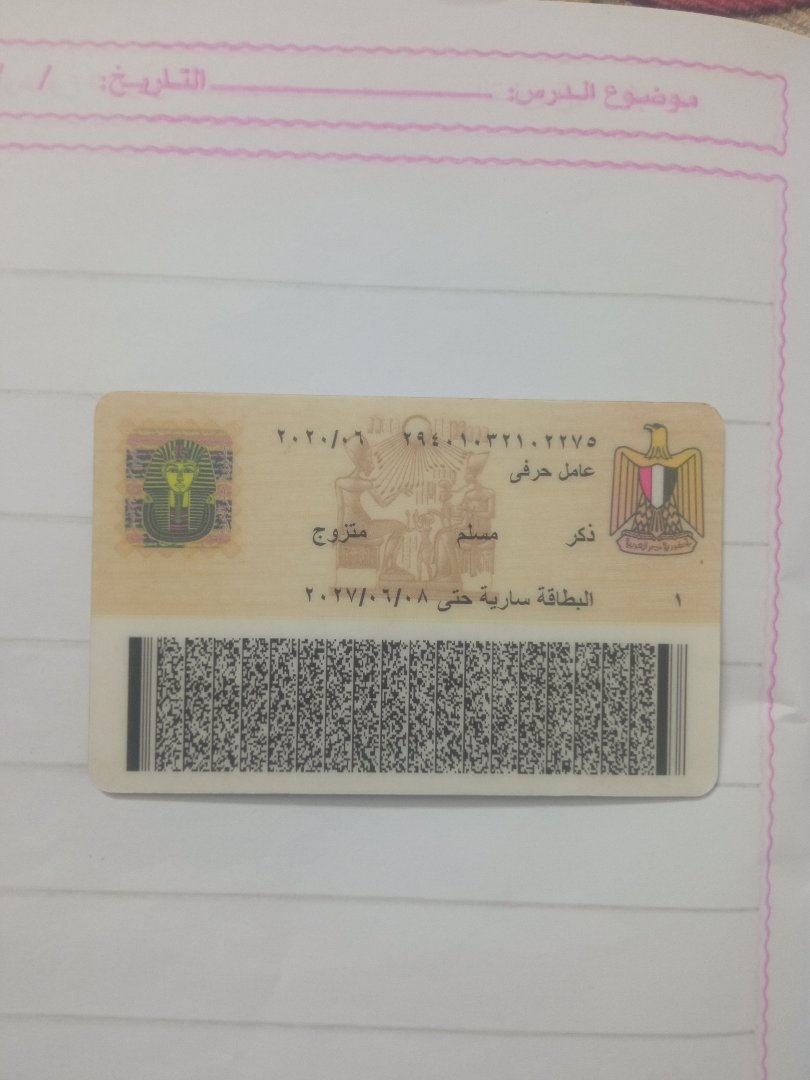 موضوع الدرس: التاريخ: / /
٢٩٤٠١٠٣٢١٠٢٢٧٥ ٢٠٢٠/٠٦
عامل حرفى
ذكر مسلم متزوج
١ البطاقة سارية حتى ٢٠٢٧/٠٦/٠٨